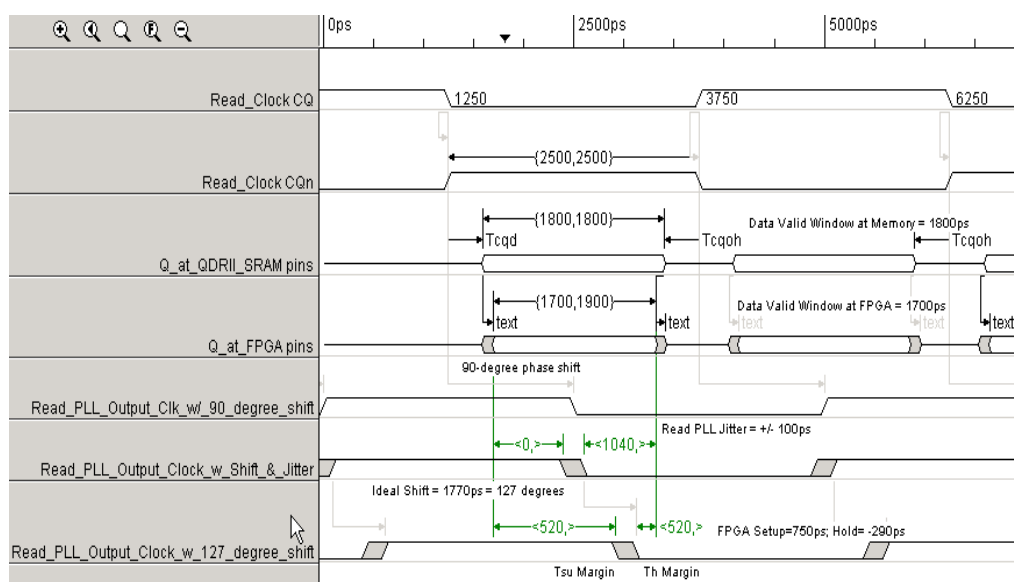 0ps 2500ps 5000ps
Read_Clock CQ 1250 3750 6250
{2500,2500}
Read_Clock CQn
{1800,1800} Data Valid Window at Memory = 1800ps
Tcqd Tcqoh Tcqoh
Q_at_QDRII_SRAM pins
{1700,1900} Data Valid Window at FPGA = 1700ps
text text text text text
Q_at_FPGA pins
90-degree phase shift
Read_PLL_Output_Clk_w/_90_degree_shift
Read PLL Jitter = +/- 100ps
<0,> <1040,>
Read_PLL_Output_Clock_w_Shift_&_Jitter
Ideal Shift = 1770ps = 127 degrees
<520,> <520,> FPGA Setup=750ps; Hold= -290ps
Read_PLL_Output_Clock_w_127_degree_shift
Tsu Margin Th Margin